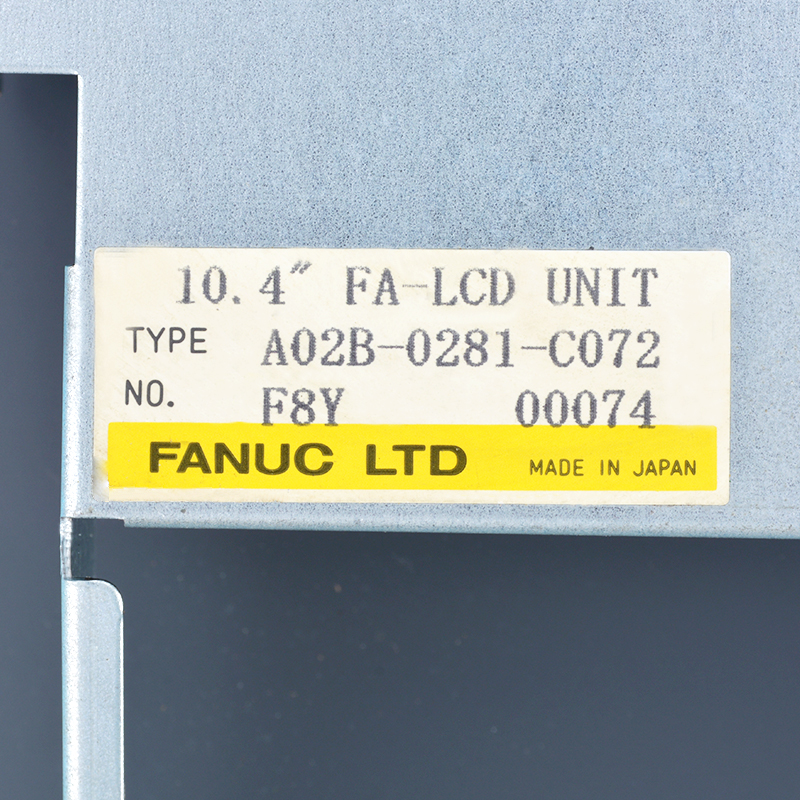 10.4" FA-LCD UNIT
TYPE A02B-0281-C072
NO. F8Y 00074
FANUC LTD MADE IN JAPAN